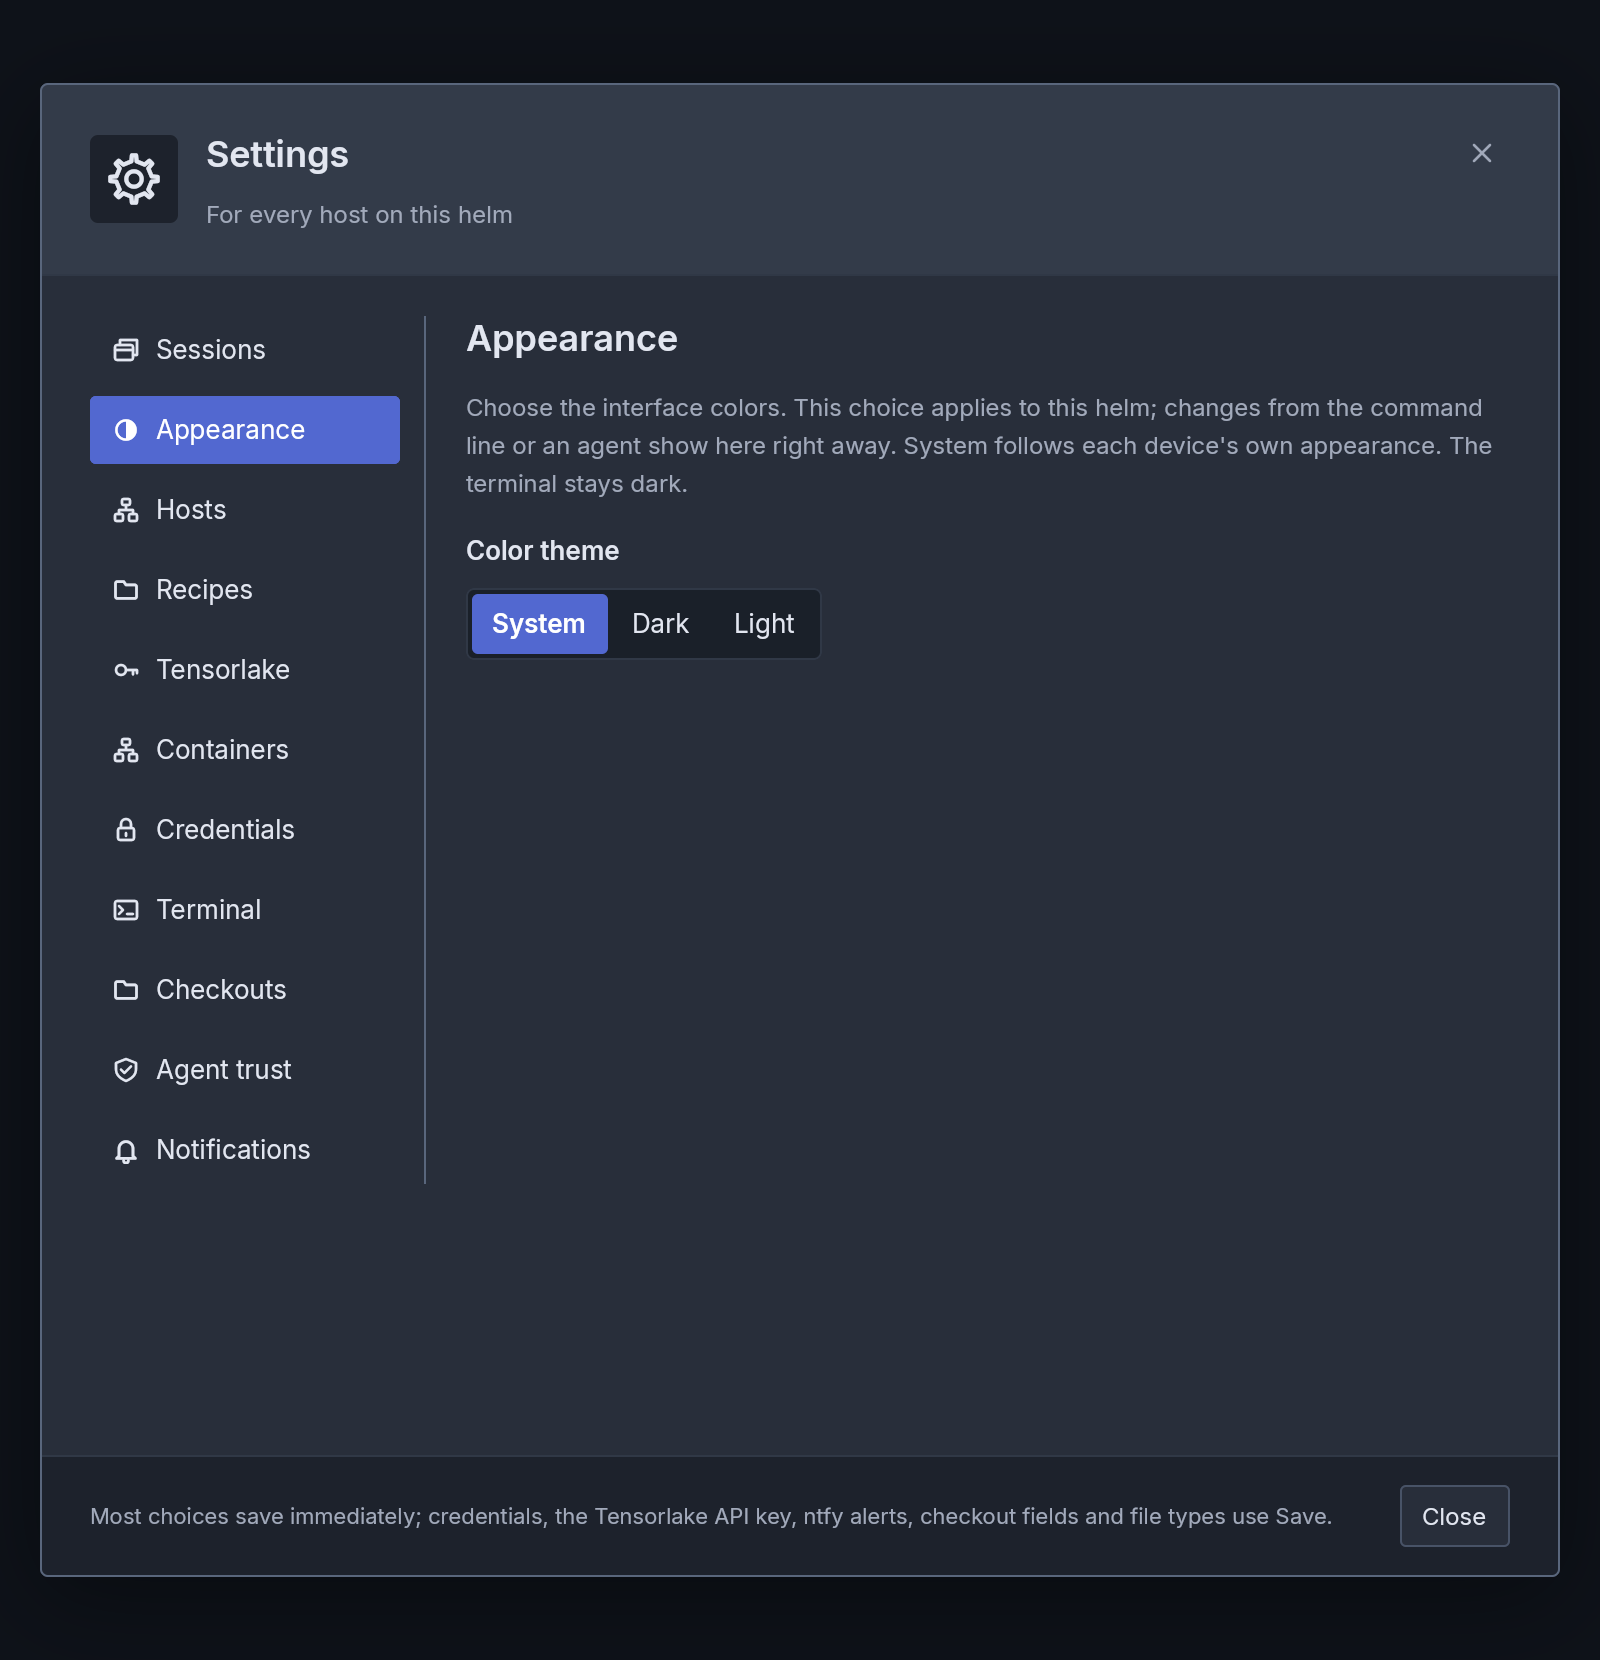 Settings
For every host on this helm
Sessions
Appearance
Hosts
Recipes
Tensorlake
Containers
Credentials
Terminal
Checkouts
Agent trust
Notifications
Appearance
Choose the interface colors. This choice applies to this helm; changes from the command
line or an agent show here right away. System follows each device's own appearance. The
terminal stays dark.
Color theme
System Dark Light
Most choices save immediately; credentials, the Tensorlake API key, ntfy alerts, checkout fields and file types use Save.
Close